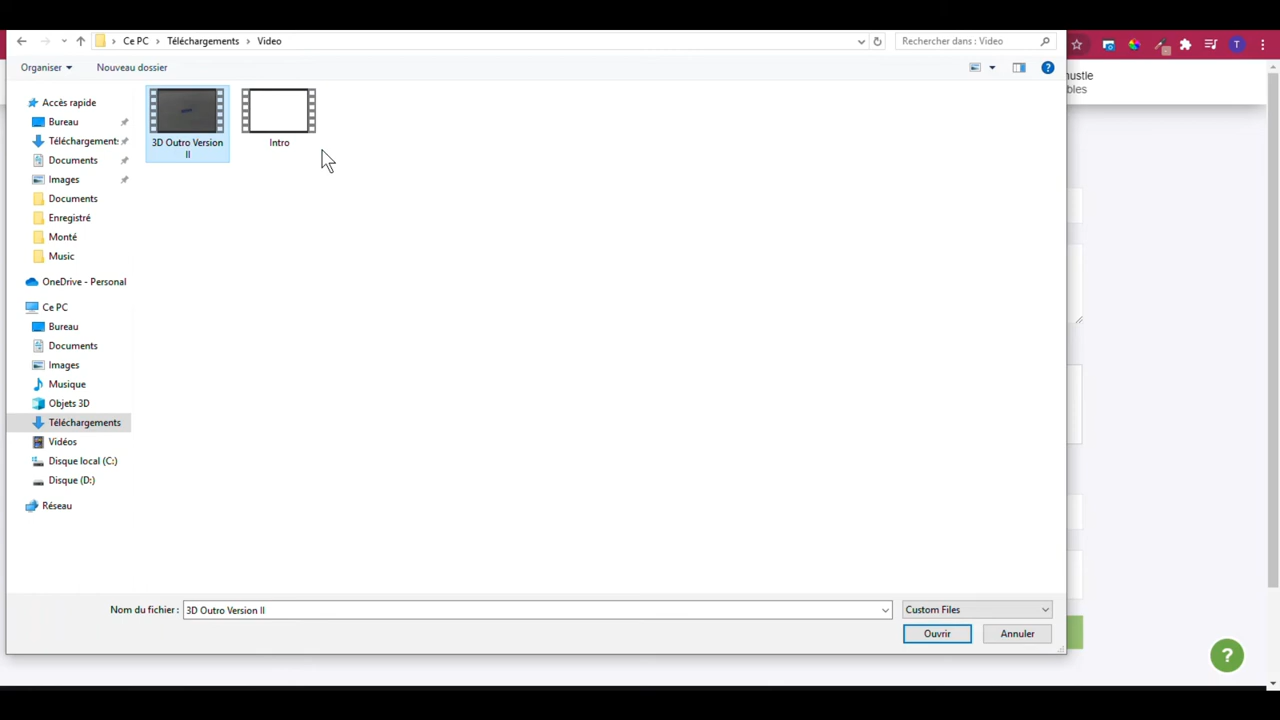 Ce PC > Téléchargements > Video
Rechercher dans : Video
T
Organiser
Nouveau dossier
?
ustle
bles
Accès rapide
Bureau
Téléchargement:
Documents
Images
Documents
Enregistré
Monté
Music
OneDrive - Personal
Ce PC
Bureau
Documents
Images
Musique
Objets 3D
Téléchargements
Vidéos
Disque local (C:)
Disque (D:)
Réseau
3D Outro Version
II
Intro
Nom du fichier :
3D Outro Version II
Custom Files
Ouvrir
Annuler
?